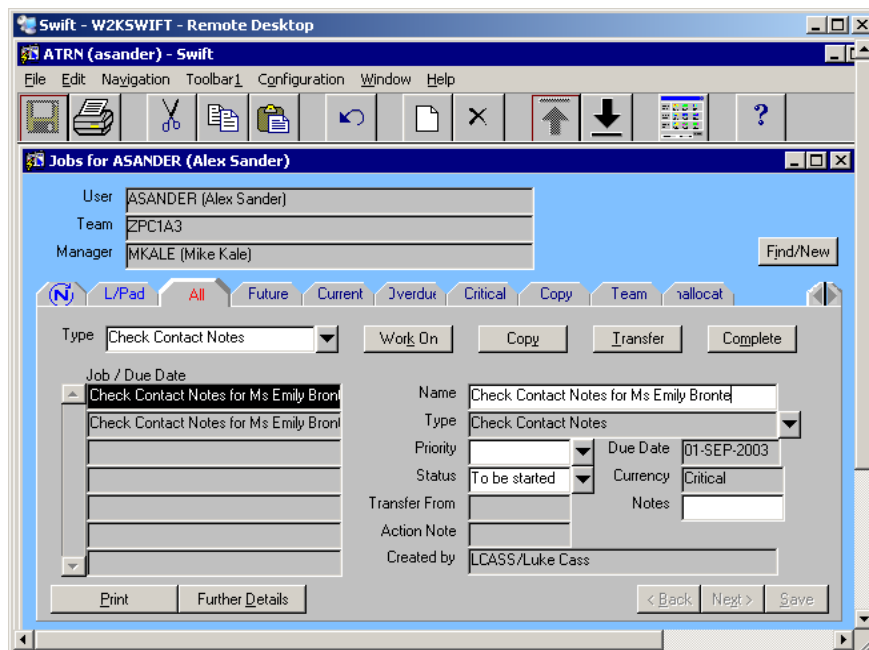 Swift - W2KSWIFT - Remote Desktop
ATRN (asander) - Swift
File Edit Navigation Toolbar1 Configuration Window Help
?
Jobs for ASANDER (Alex Sander)
User ASANDER (Alex Sander)
Team ZPC1A3
Manager MKALE (Mike Kale)
Find/New
N L/Pad All Future Current Overdue Critical Copy Team nallocat
Type Check Contact Notes Work On Copy Transfer Complete
Job / Due Date
Check Contact Notes for Ms Emily Bront
Check Contact Notes for Ms Emily Bront
Name Check Contact Notes for Ms Emily Bronte
Type Check Contact Notes
Priority Due Date 01-SEP-2003
Status To be started Currency Critical
Transfer From Notes
Action Note
Created by LCASS/Luke Cass
Print Further Details < Back Next > Save